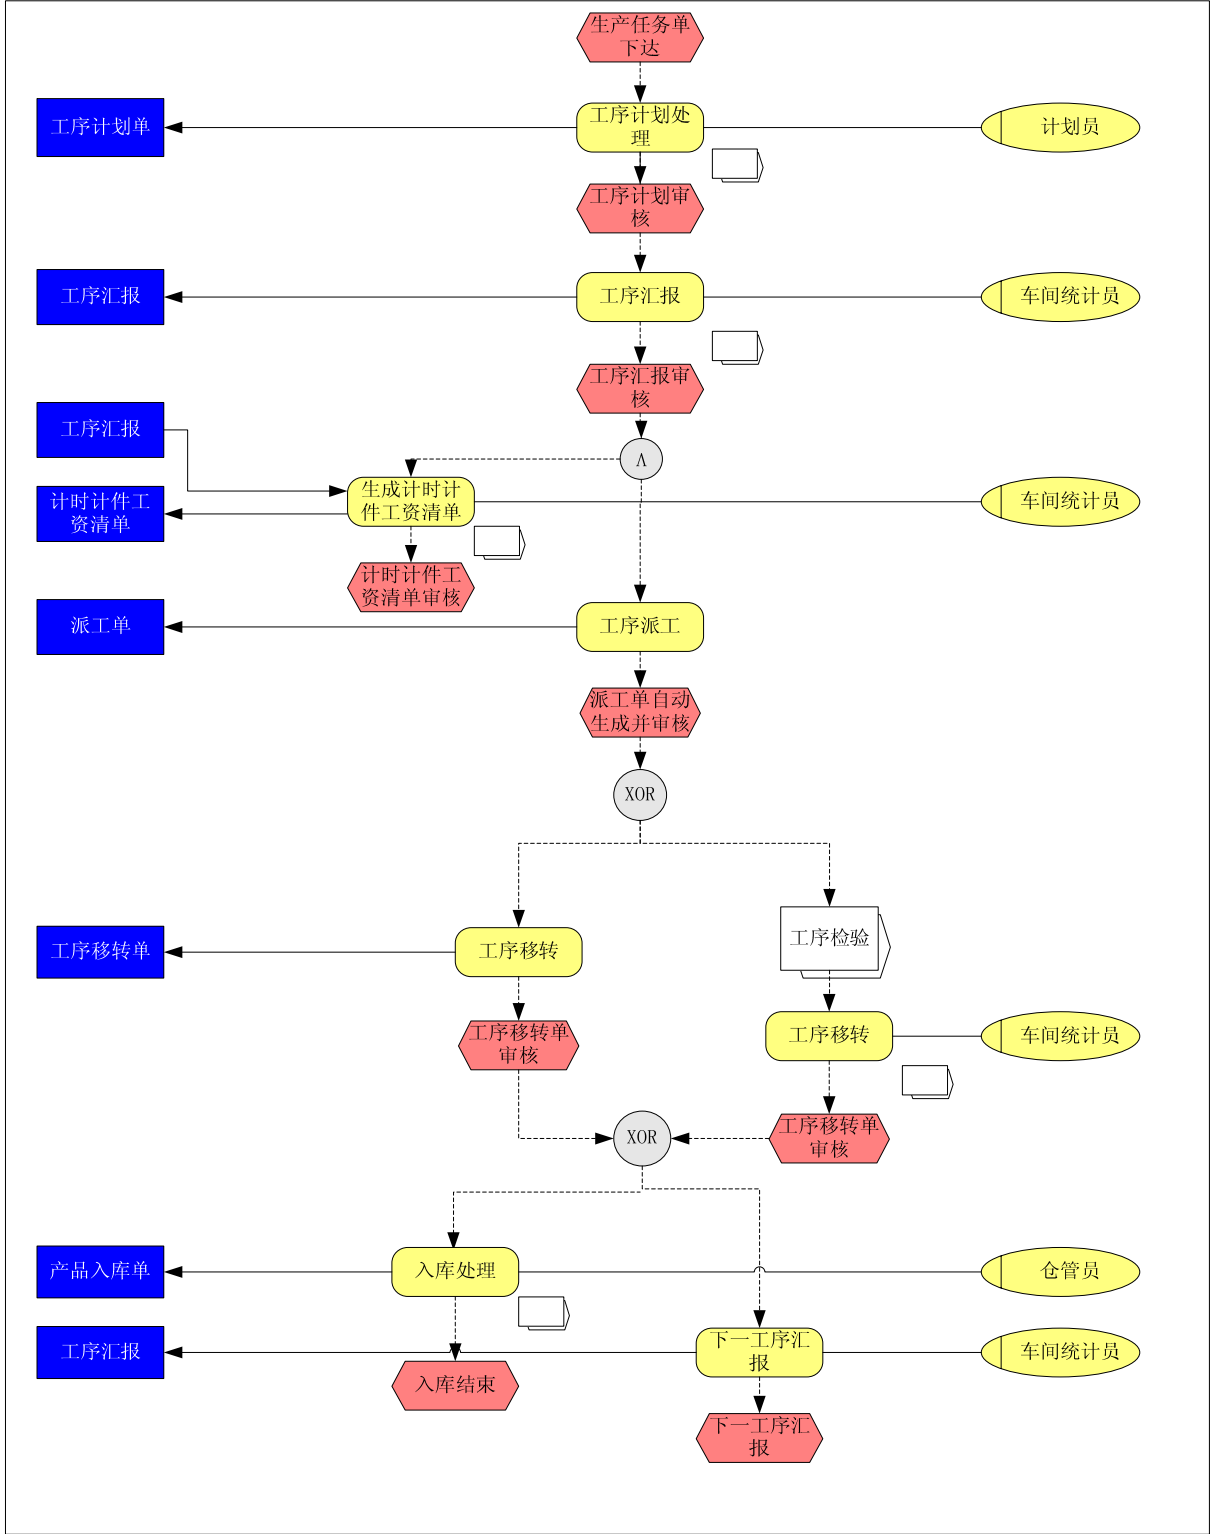 生产任务单
下达
工序计划单
工序计划处
理
计划员
工序计划审
核
工序汇报
工序汇报
车间统计员
工序汇报审
核
工序汇报
Λ
计时计件工
资清单
生成计时计
件工资清单
车间统计员
计时计件工
资清单审核
派工单
工序派工
派工单自动
生成并审核
XOR
工序移转单
工序移转
工序检验
工序移转单
审核
工序移转
车间统计员
XOR
工序移转单
审核
产品入库单
入库处理
仓管员
工序汇报
下一工序汇
报
车间统计员
入库结束
下一工序汇
报